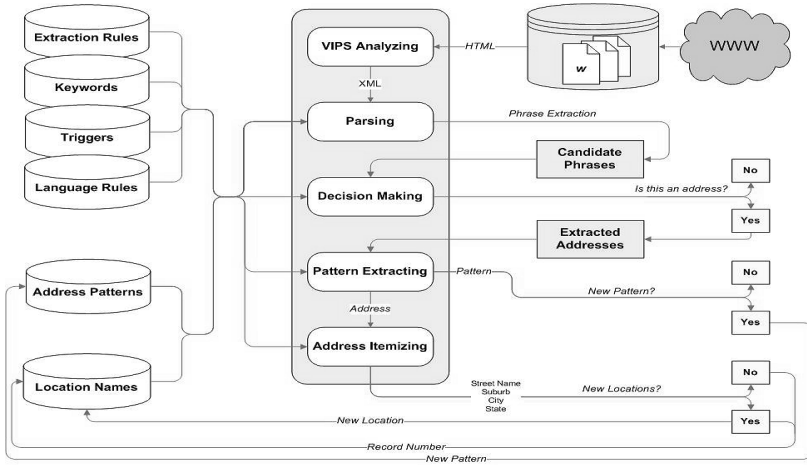 Extraction Rules
Keywords
Triggers
Language Rules
Address Patterns
Location Names
VIPS Analyzing
XML
Parsing
Decision Making
Pattern Extracting
Address
Address Itemizing
HTML
w
WWW
Phrase Extraction
Candidate
Phrases
Is this an address?
No
Yes
Extracted
Addresses
Pattern
New Pattern?
No
Yes
Street Name
Suburb
City
State
New Locations?
No
Yes
New Location
Record Number
New Pattern